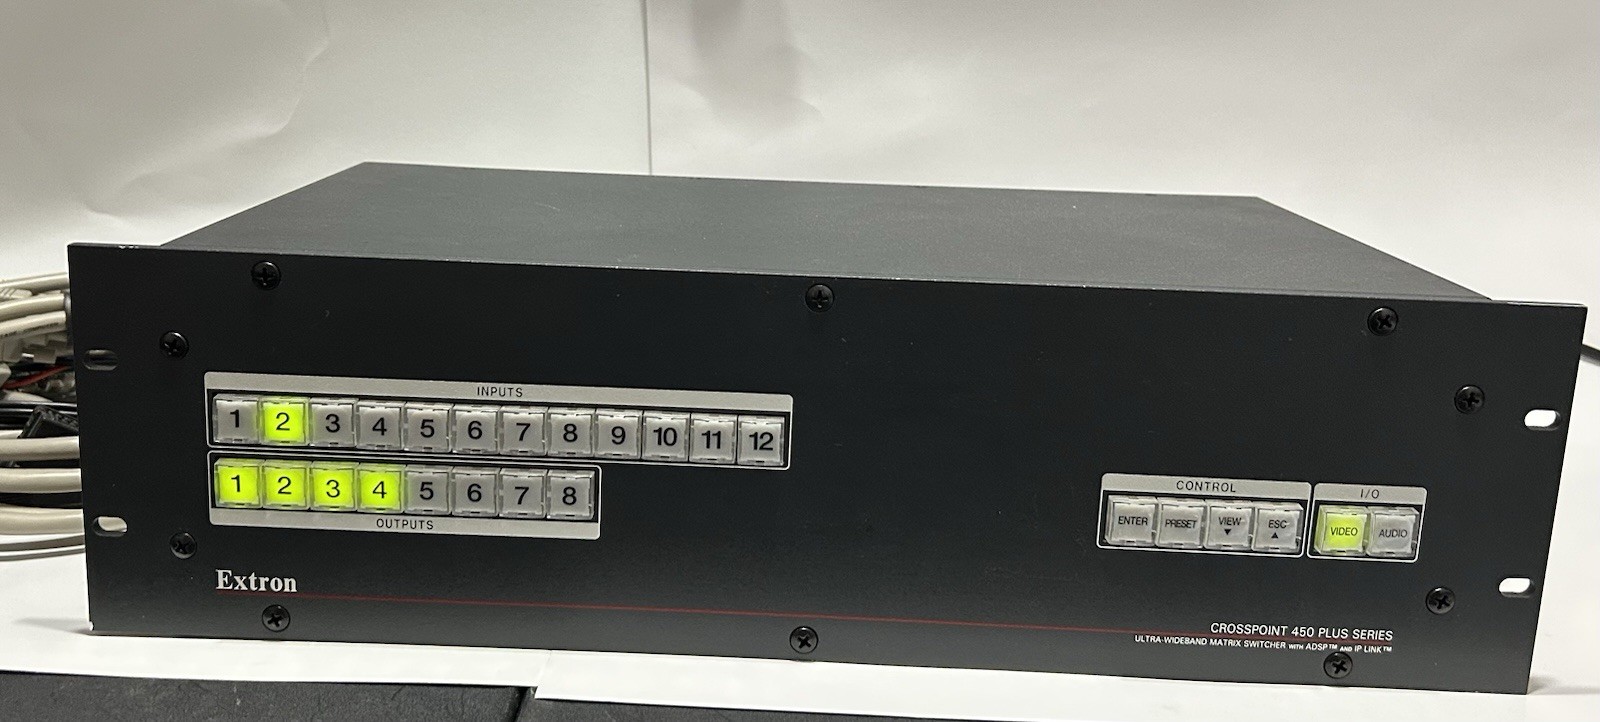 INPUTS
1 2 3 4 5 6 7 8 9 10 11 12
1 2 3 4 5 6 7 8
OUTPUTS
CONTROL
ENTER PRESET VIEW ▼ ESC ▲
I/O
VIDEO AUDIO
Extron
CROSSPOINT 450 PLUS SERIES
ULTRA-WIDEBAND MATRIX SWITCHER WITH ADSP™ AND IP LINK™